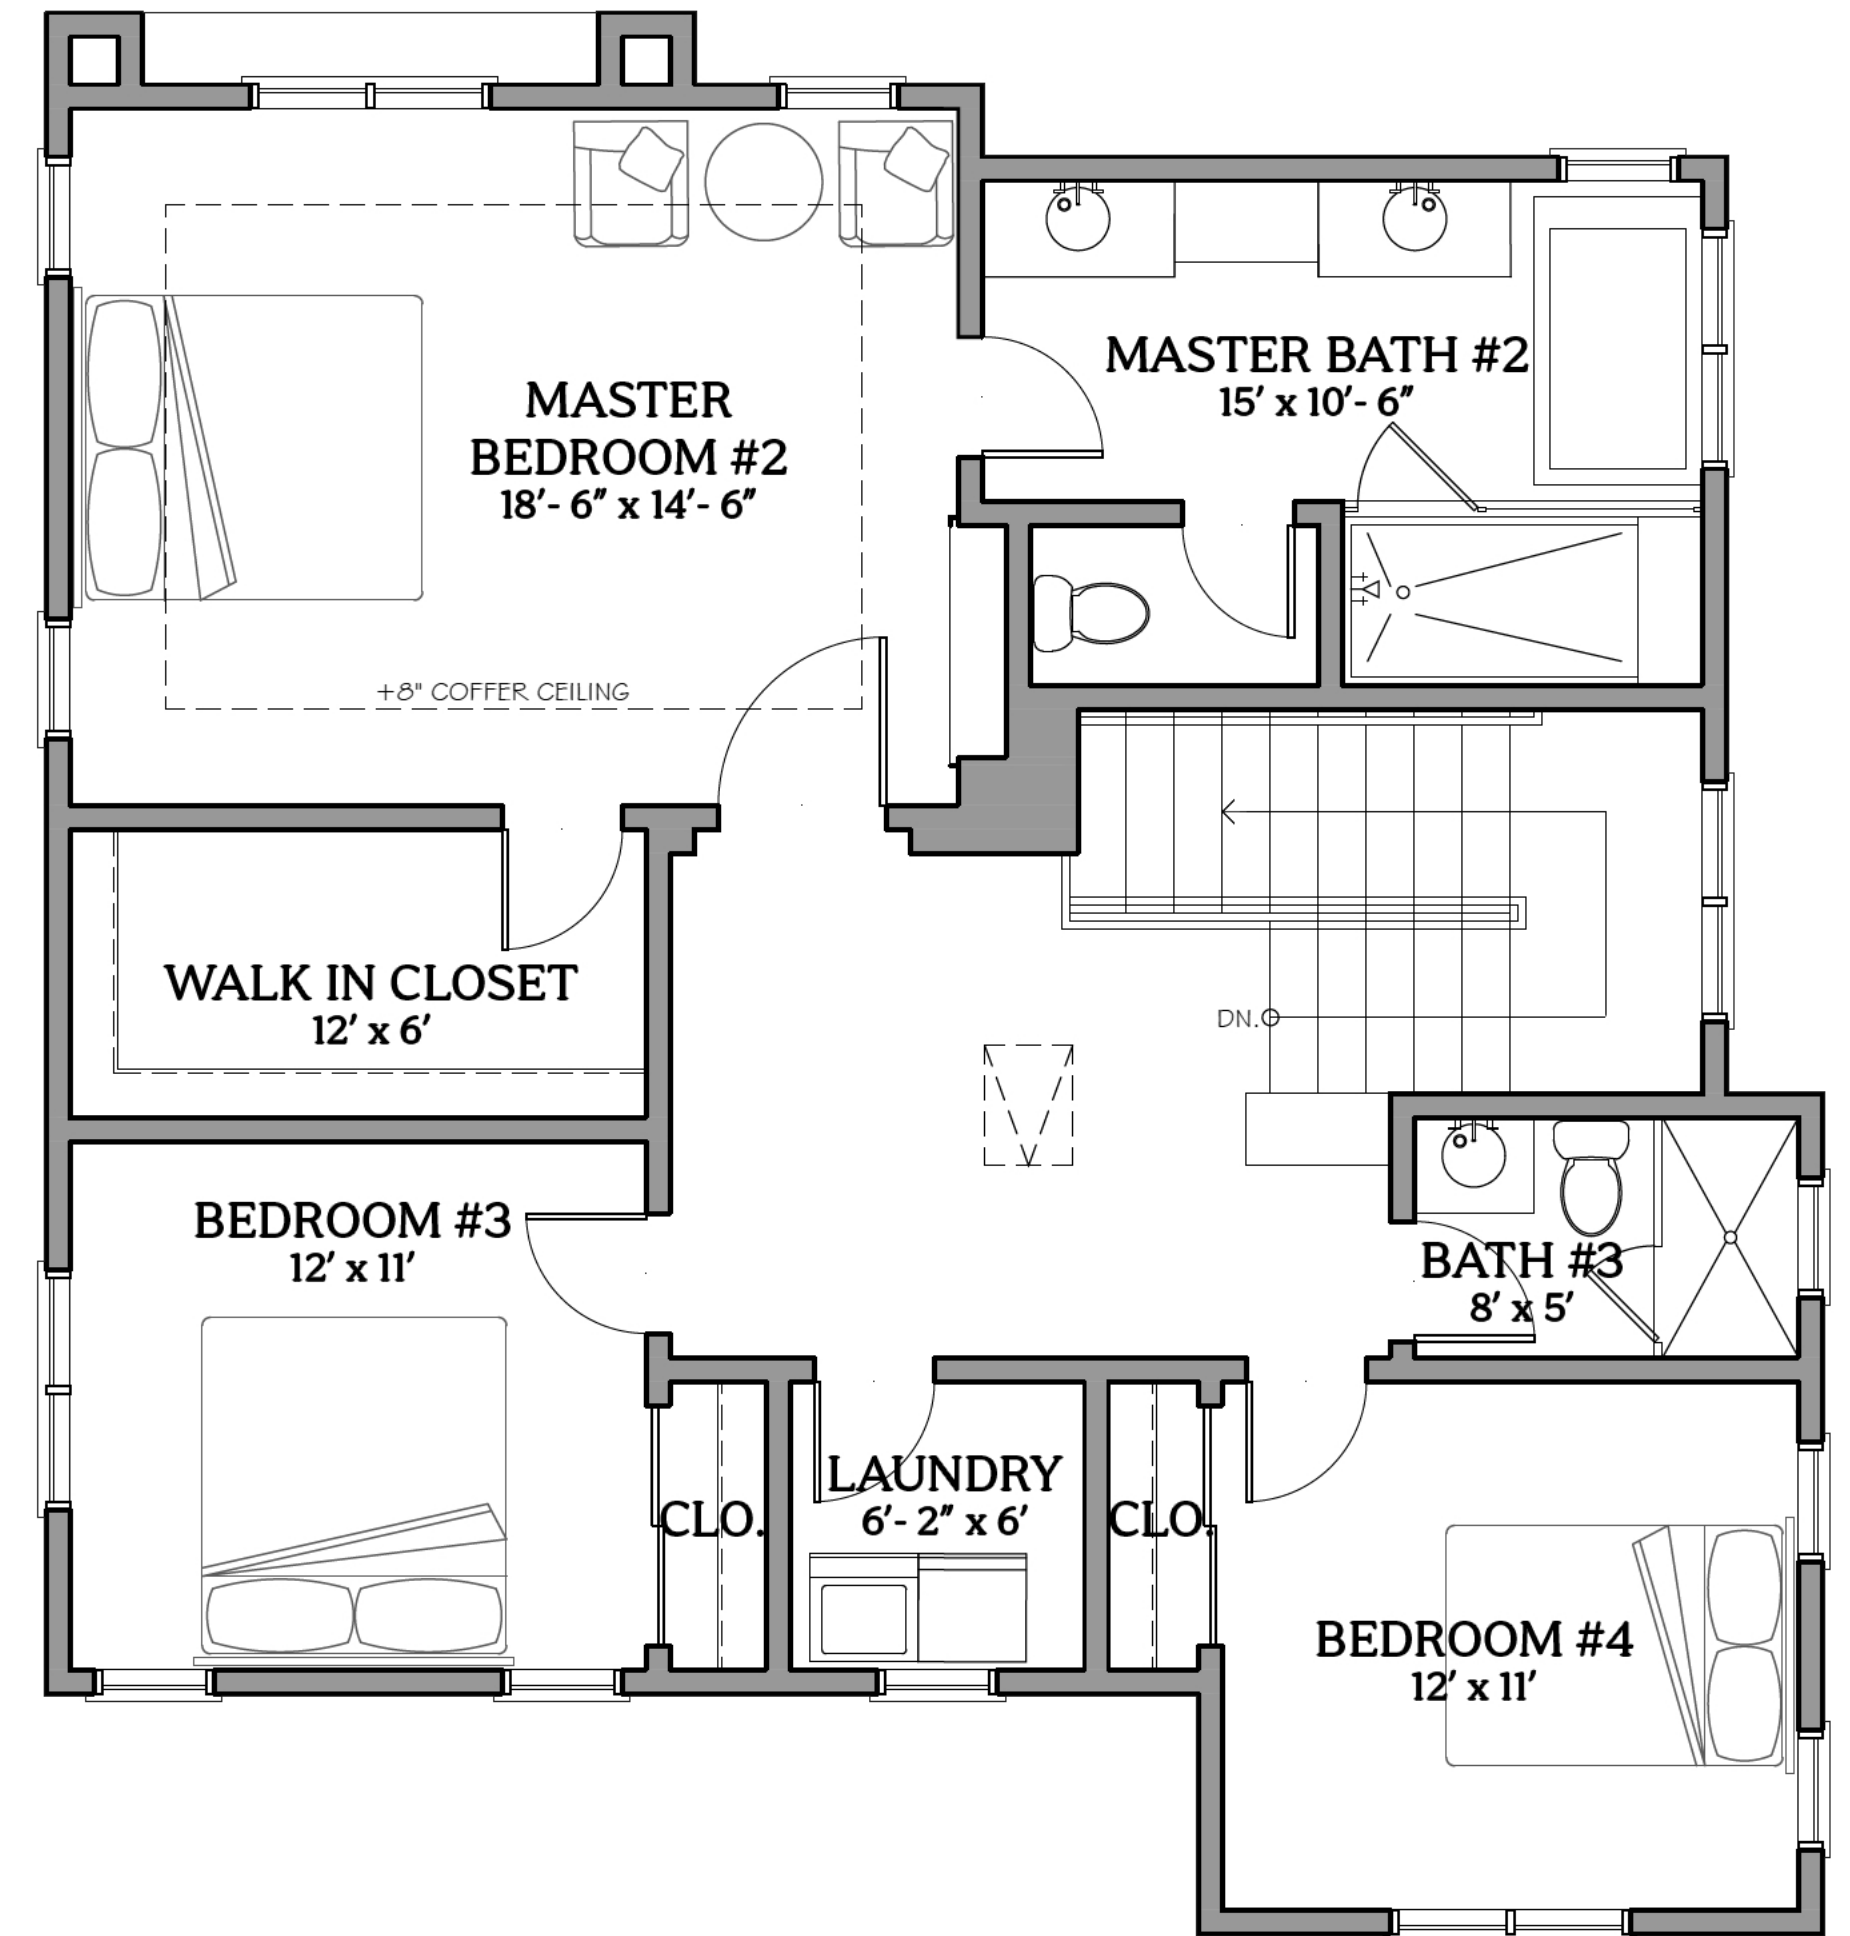 MASTER BATH #2
15' x 10'- 6"
MASTER
BEDROOM #2
18'- 6" x 14'- 6"
+8" COFFER CEILING
WALK IN CLOSET
12' x 6'
DN.
BEDROOM #3
12' x 11'
BATH #3
8' x 5'
LAUNDRY
6'- 2" x 6'
CLO.
CLO.
BEDROOM #4
12' x 11'